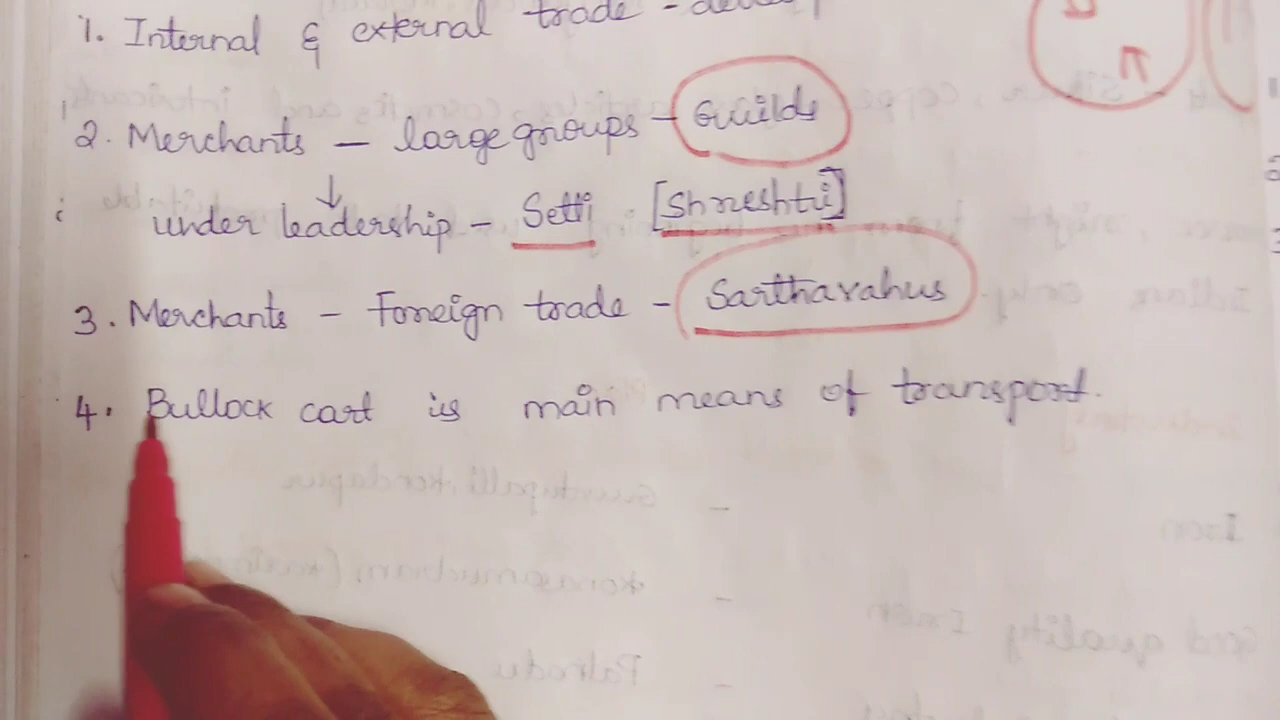 1. Internal & external trade -
2. Merchants - large groups - Guilds
↓
under leadership - Setti [Shreshti]
3. Merchants - Foreign trade - Sarthavahus
4. Bullock cart is main means of transport.